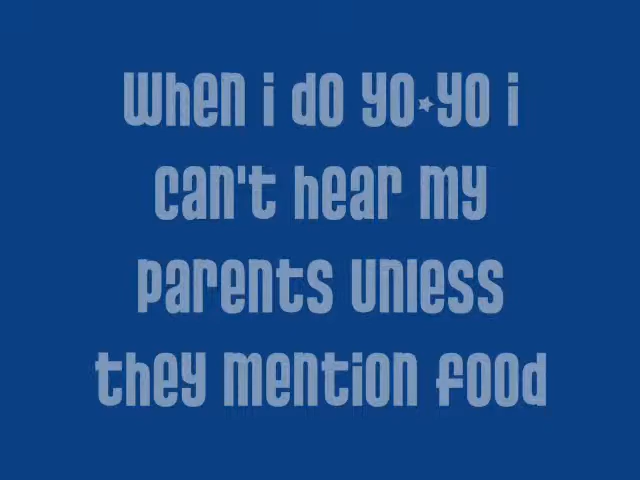 When i do yo★yo i
can't hear my
parents unless
they mention food